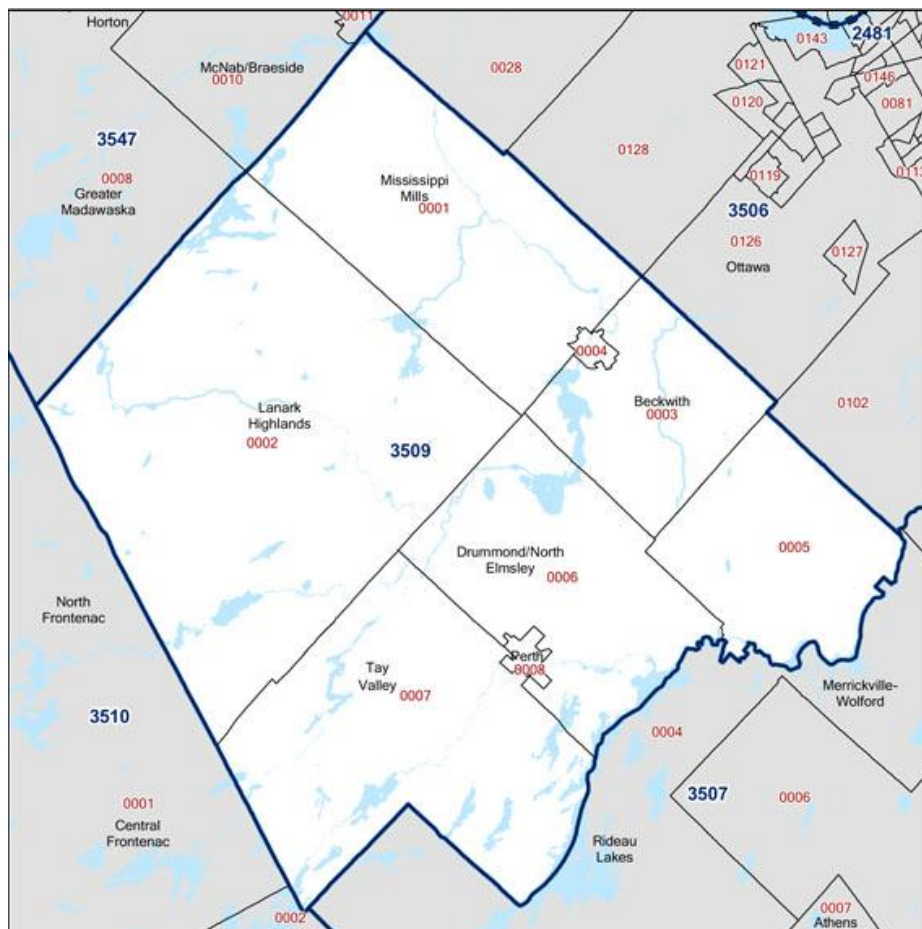 0011
Horton
0143
2481
McNab/Braeside
0010
0028
0121
0146
0120
0081
3547
0128
0119
0113
0008
Greater
Madawaska
Mississippi
Mills
0001
3506
0126
Ottawa
0127
0004
Beckwith
0003
0102
Lanark
Highlands
0002
3509
0005
Drummond/North
Elmsley
0006
North
Frontenac
Perth
0008
Tay
Valley
0007
Merrickville-
Wolford
3510
0004
3507
0006
0001
Central
Frontenac
Rideau
Lakes
0002
0007
Athens